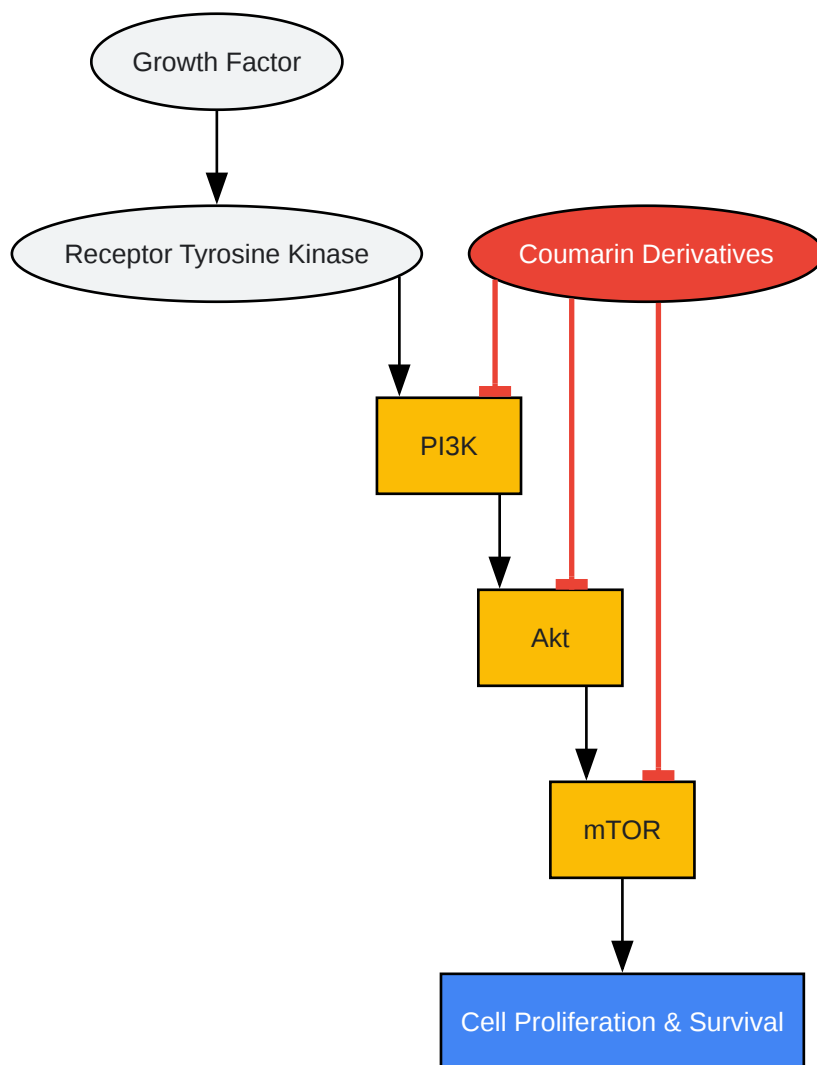 Growth Factor
Receptor Tyrosine Kinase
Coumarin Derivatives
PI3K
Akt
mTOR
Cell Proliferation & Survival